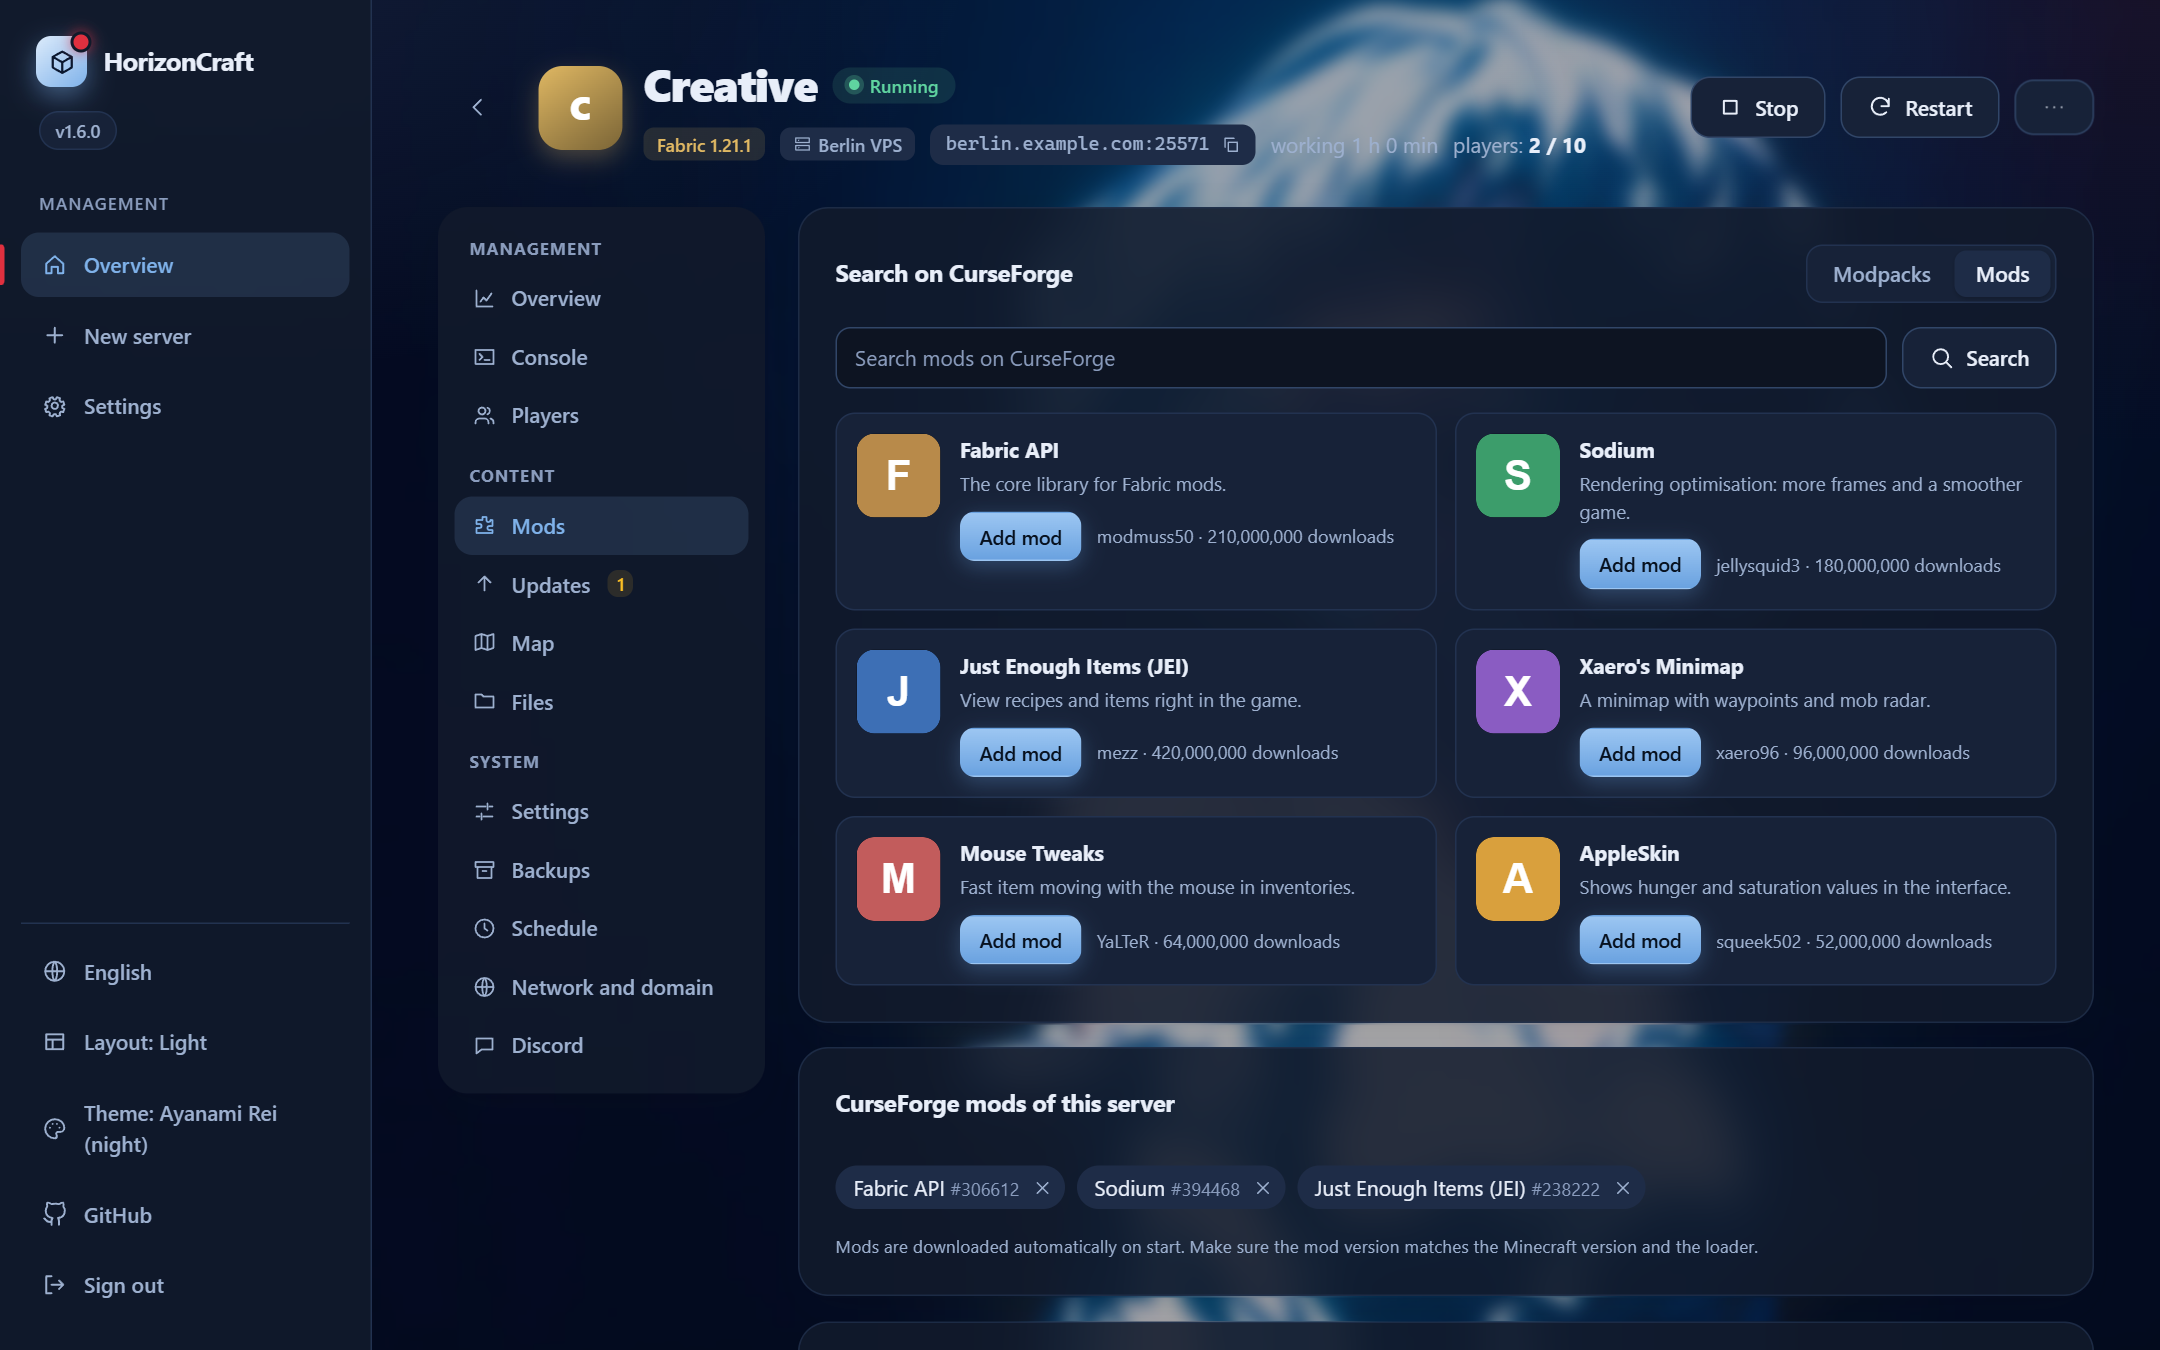 HorizonCraft
v1.6.0
MANAGEMENT
Overview
New server
Settings
English
Layout: Light
Theme: Ayanami Rei
(night)
GitHub
Sign out
C
Creative
Running
Fabric 1.21.1
Berlin VPS
berlin.example.com:25571
working 1 h 0 min
players: 2 / 10
Stop
Restart
...
MANAGEMENT
Overview
Console
Players
CONTENT
Mods
Updates 1
Map
Files
SYSTEM
Settings
Backups
Schedule
Network and domain
Discord
Search on CurseForge
Modpacks
Mods
Search mods on CurseForge
Search
F
Fabric API
The core library for Fabric mods.
Add mod
modmuss50 · 210,000,000 downloads
S
Sodium
Rendering optimisation: more frames and a smoother
game.
Add mod
jellysquid3 · 180,000,000 downloads
J
Just Enough Items (JEI)
View recipes and items right in the game.
Add mod
mezz · 420,000,000 downloads
X
Xaero's Minimap
A minimap with waypoints and mob radar.
Add mod
xaero96 · 96,000,000 downloads
M
Mouse Tweaks
Fast item moving with the mouse in inventories.
Add mod
YaLTeR · 64,000,000 downloads
A
AppleSkin
Shows hunger and saturation values in the interface.
Add mod
squeek502 · 52,000,000 downloads
CurseForge mods of this server
Fabric API #306612
Sodium #394468
Just Enough Items (JEI) #238222
Mods are downloaded automatically on start. Make sure the mod version matches the Minecraft version and the loader.